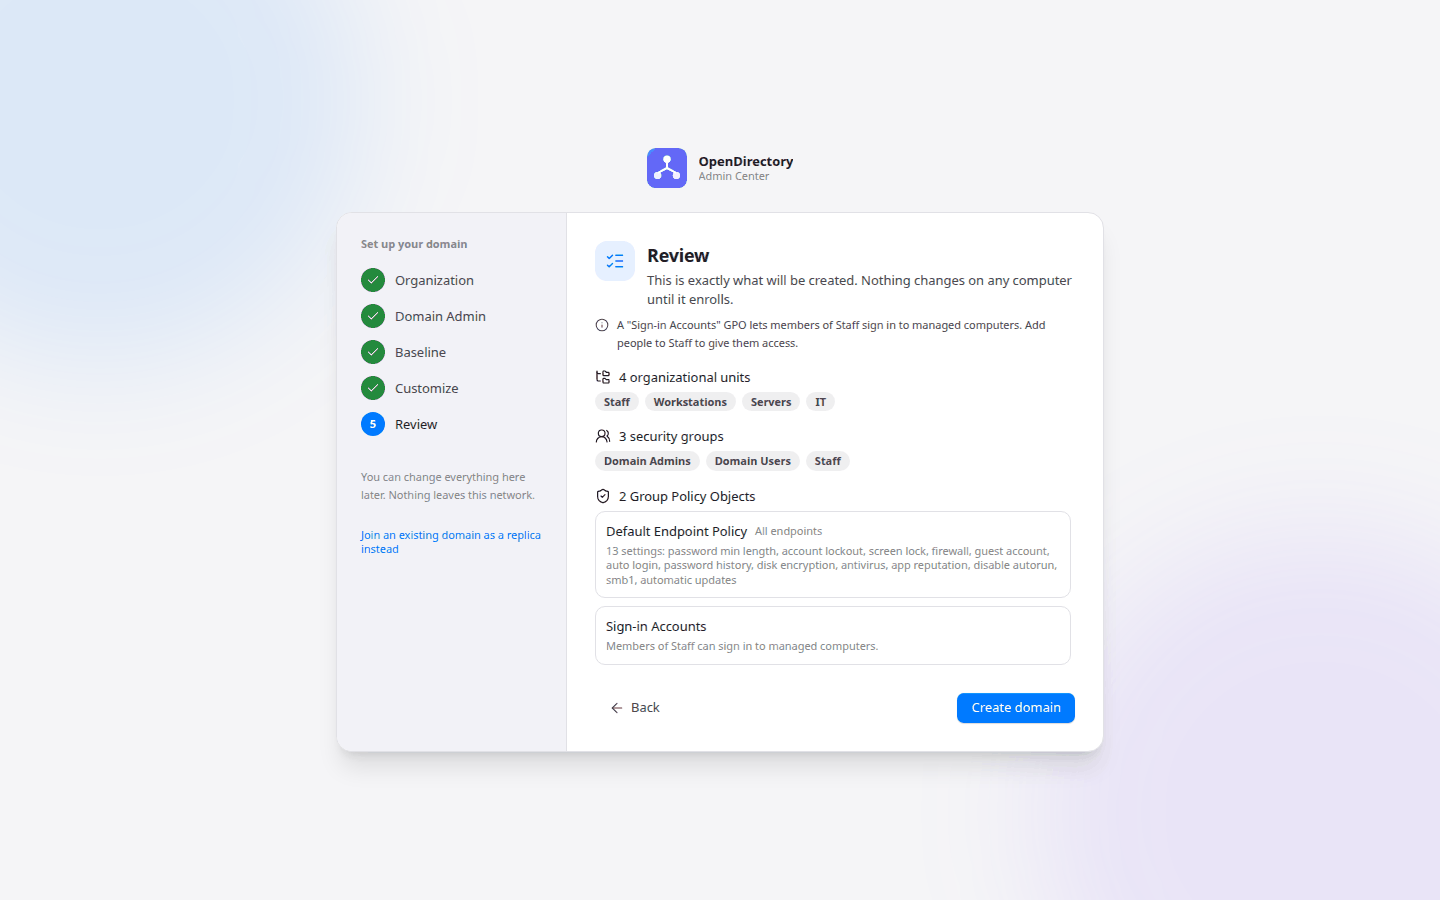 OpenDirectory
Admin Center
Set up your domain
Organization
Domain Admin
Baseline
Customize
5 Review
You can change everything here
later. Nothing leaves this network.
Join an existing domain as a replica
instead
Review
This is exactly what will be created. Nothing changes on any computer
until it enrolls.
A "Sign-in Accounts" GPO lets members of Staff sign in to managed computers. Add
people to Staff to give them access.
4 organizational units
Staff Workstations Servers IT
3 security groups
Domain Admins Domain Users Staff
2 Group Policy Objects
Default Endpoint Policy All endpoints
13 settings: password min length, account lockout, screen lock, firewall, guest account,
auto login, password history, disk encryption, antivirus, app reputation, disable autorun,
smb1, automatic updates
Sign-in Accounts
Members of Staff can sign in to managed computers.
Back
Create domain